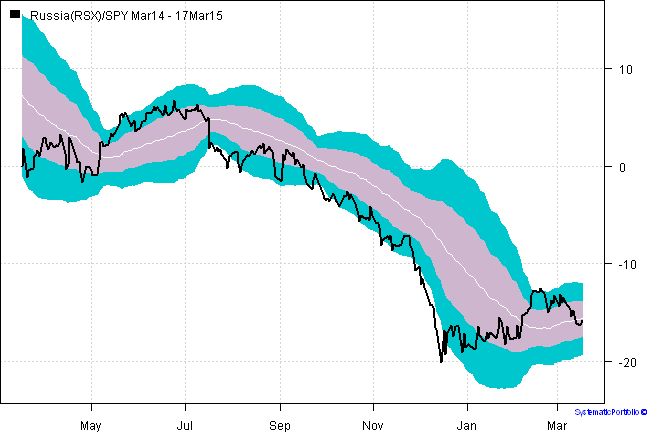 Russia(RSX)/SPY Mar14 - 17Mar15
10
0
-10
-20
May Jul Sep Nov Jan Mar
SystematicPortfolio ©